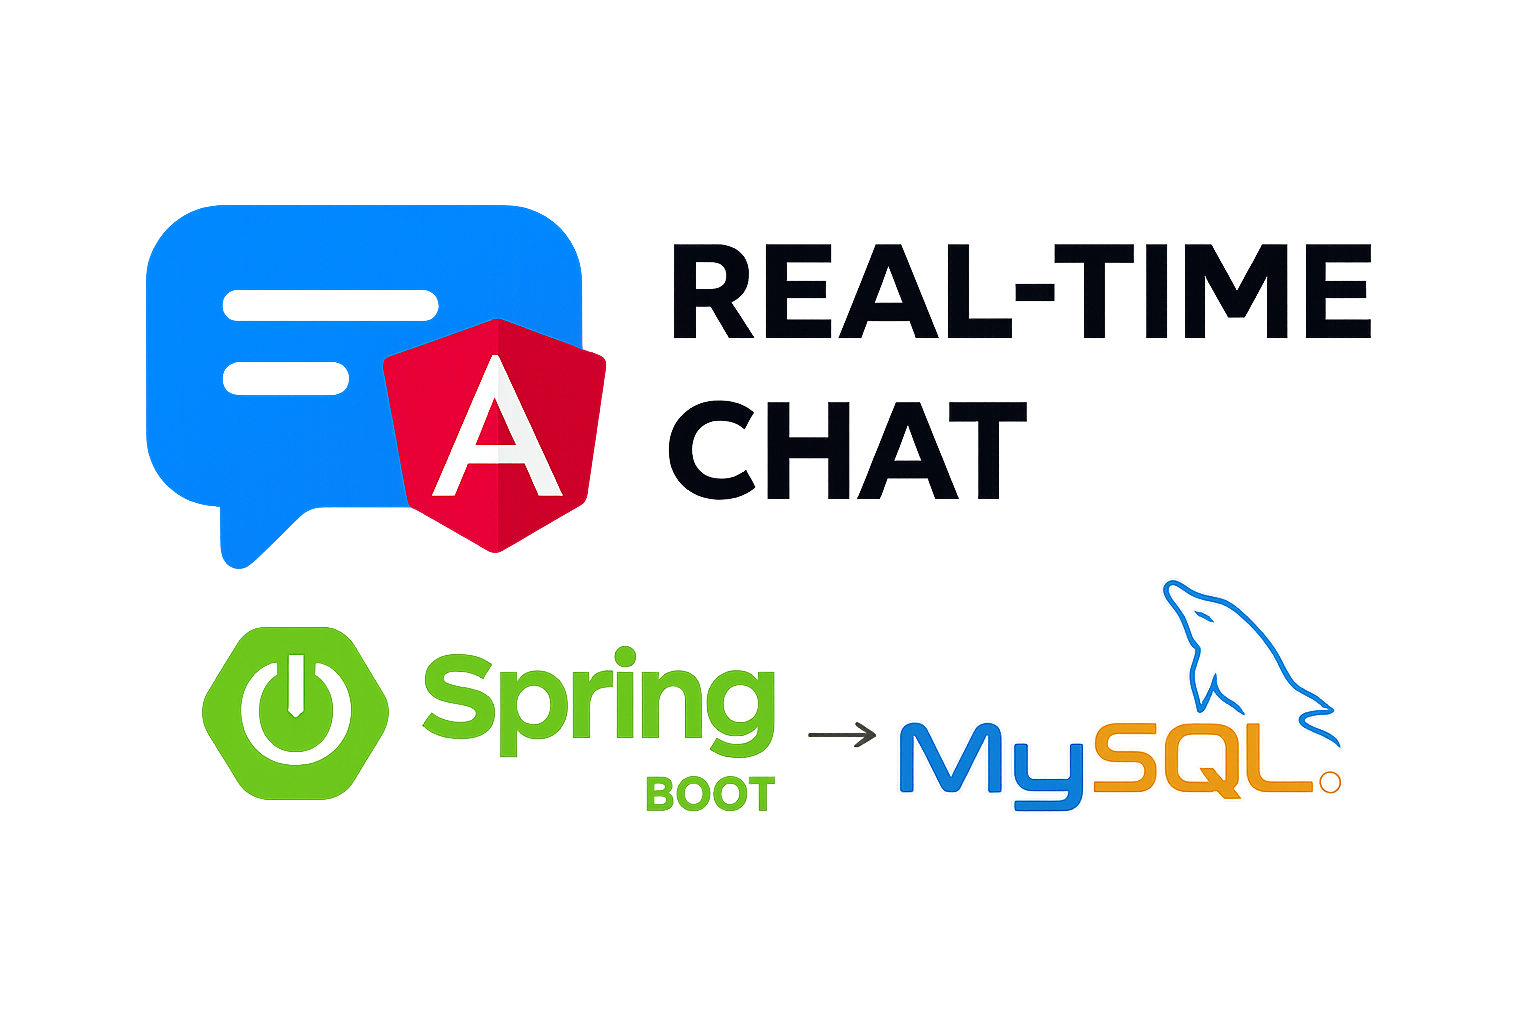 REAL-TIME
CHAT
A
Spring
BOOT
MySQL